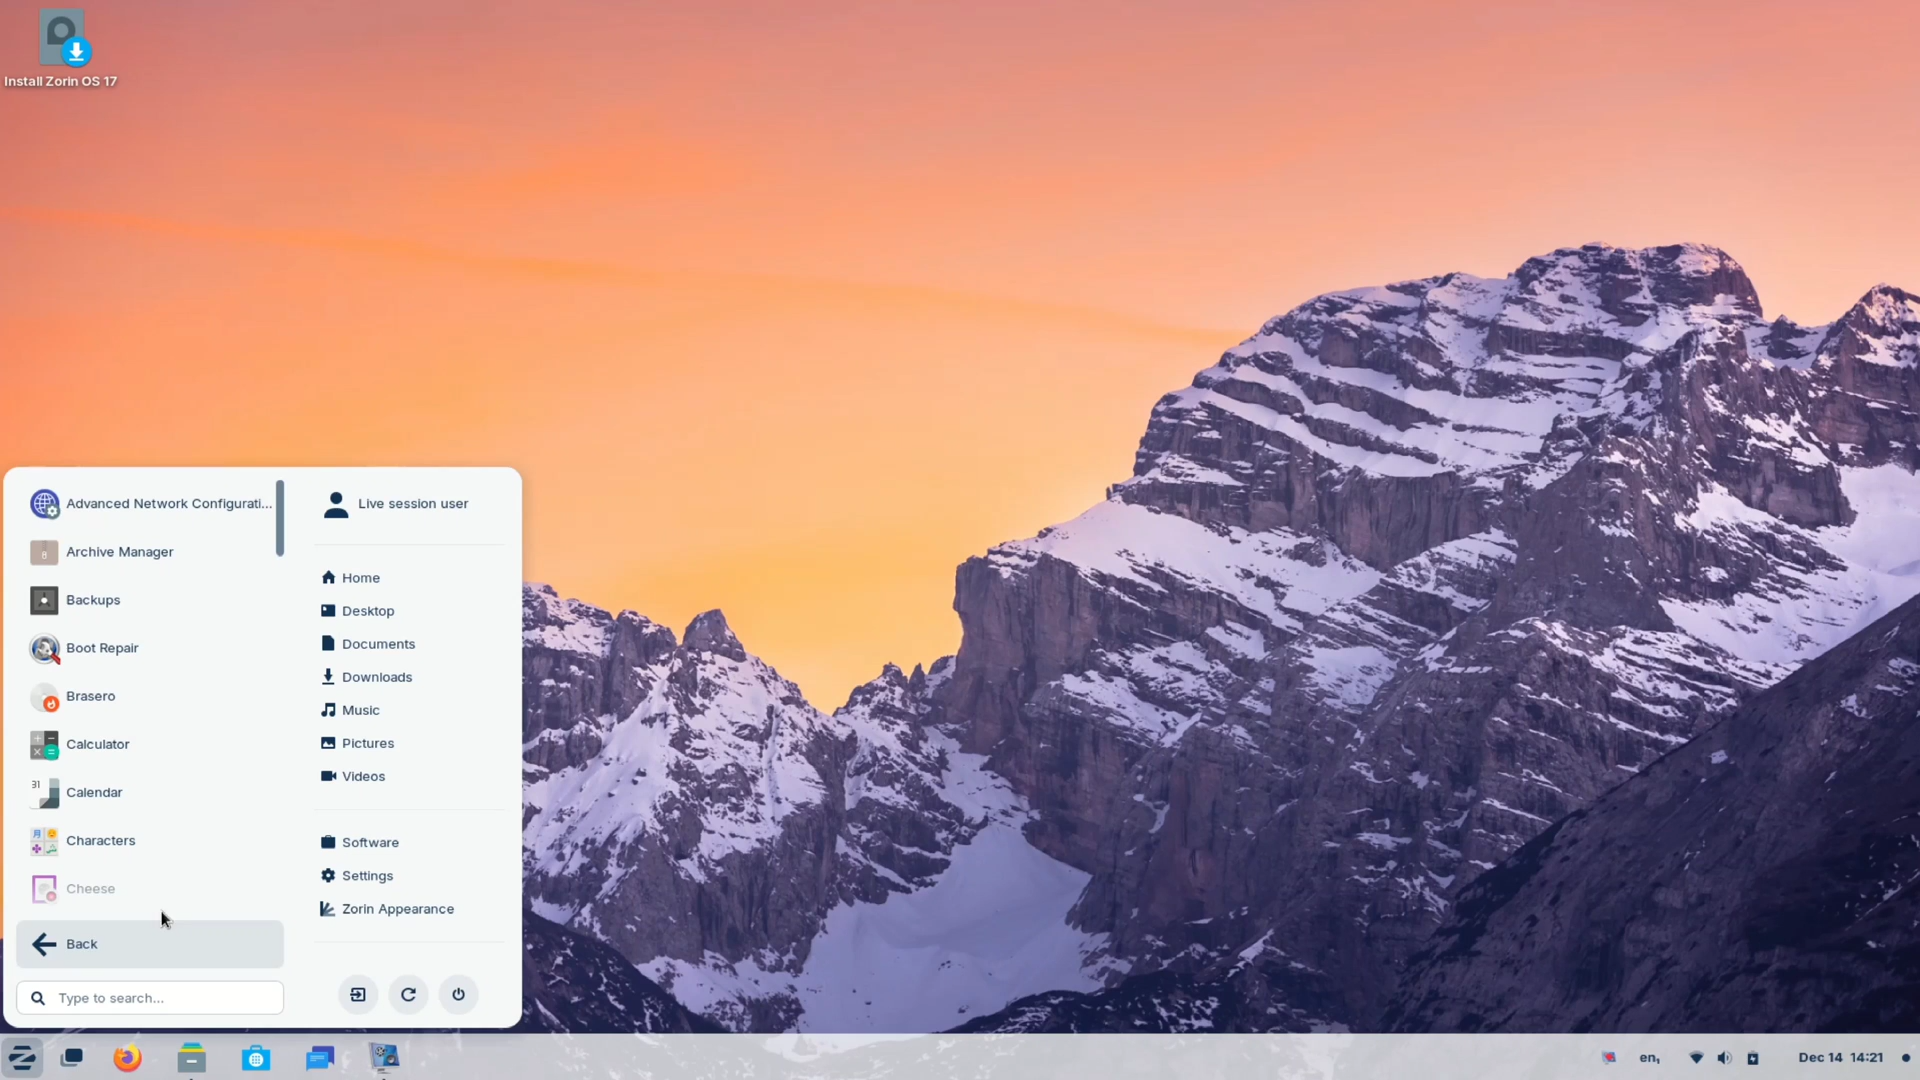 Install Zorin OS 17
Advanced Network Configurati...
Archive Manager
Backups
Boot Repair
Brasero
Calculator
31
Calendar
Characters
Cheese
Back
Type to search...
Live session user
Home
Desktop
Documents
Downloads
Music
Pictures
Videos
Software
Settings
Zorin Appearance
en,
Dec 14 14:21